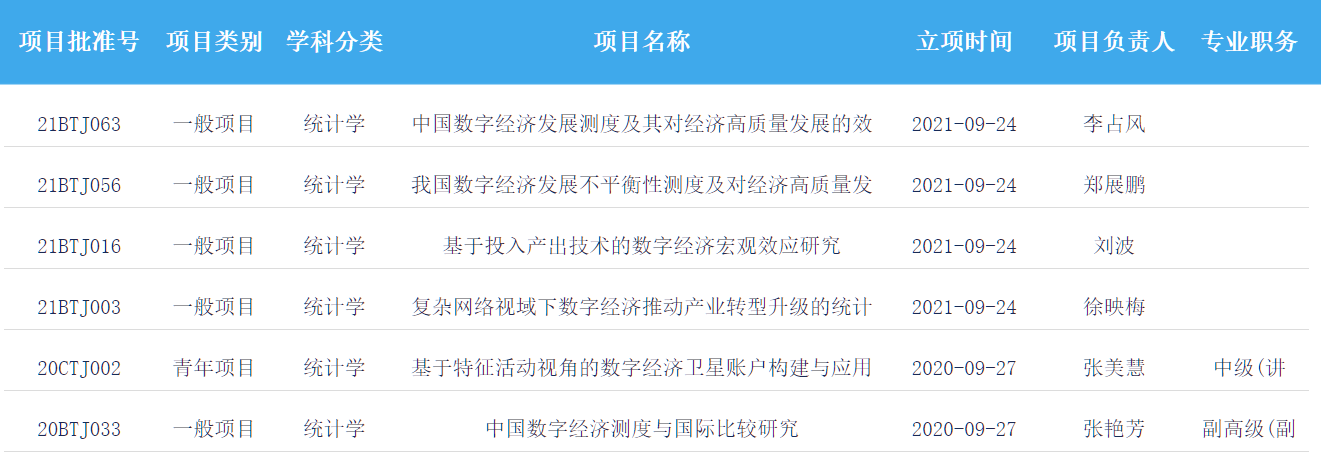 项目批准号 项目类别 学科分类 项目名称 立项时间 项目负责人 专业职务
21BTJ063 一般项目 统计学 中国数字经济发展测度及其对经济高质量发展的效 2021-09-24 李占风
21BTJ056 一般项目 统计学 我国数字经济发展不平衡性测度及对经济高质量发 2021-09-24 郑展鹏
21BTJ016 一般项目 统计学 基于投入产出技术的数字经济宏观效应研究 2021-09-24 刘波
21BTJ003 一般项目 统计学 复杂网络视域下数字经济推动产业转型升级的统计 2021-09-24 徐映梅
20CTJ002 青年项目 统计学 基于特征活动视角的数字经济卫星账户构建与应用 2020-09-27 张美慧 中级(讲
20BTJ033 一般项目 统计学 中国数字经济测度与国际比较研究 2020-09-27 张艳芳 副高级(副